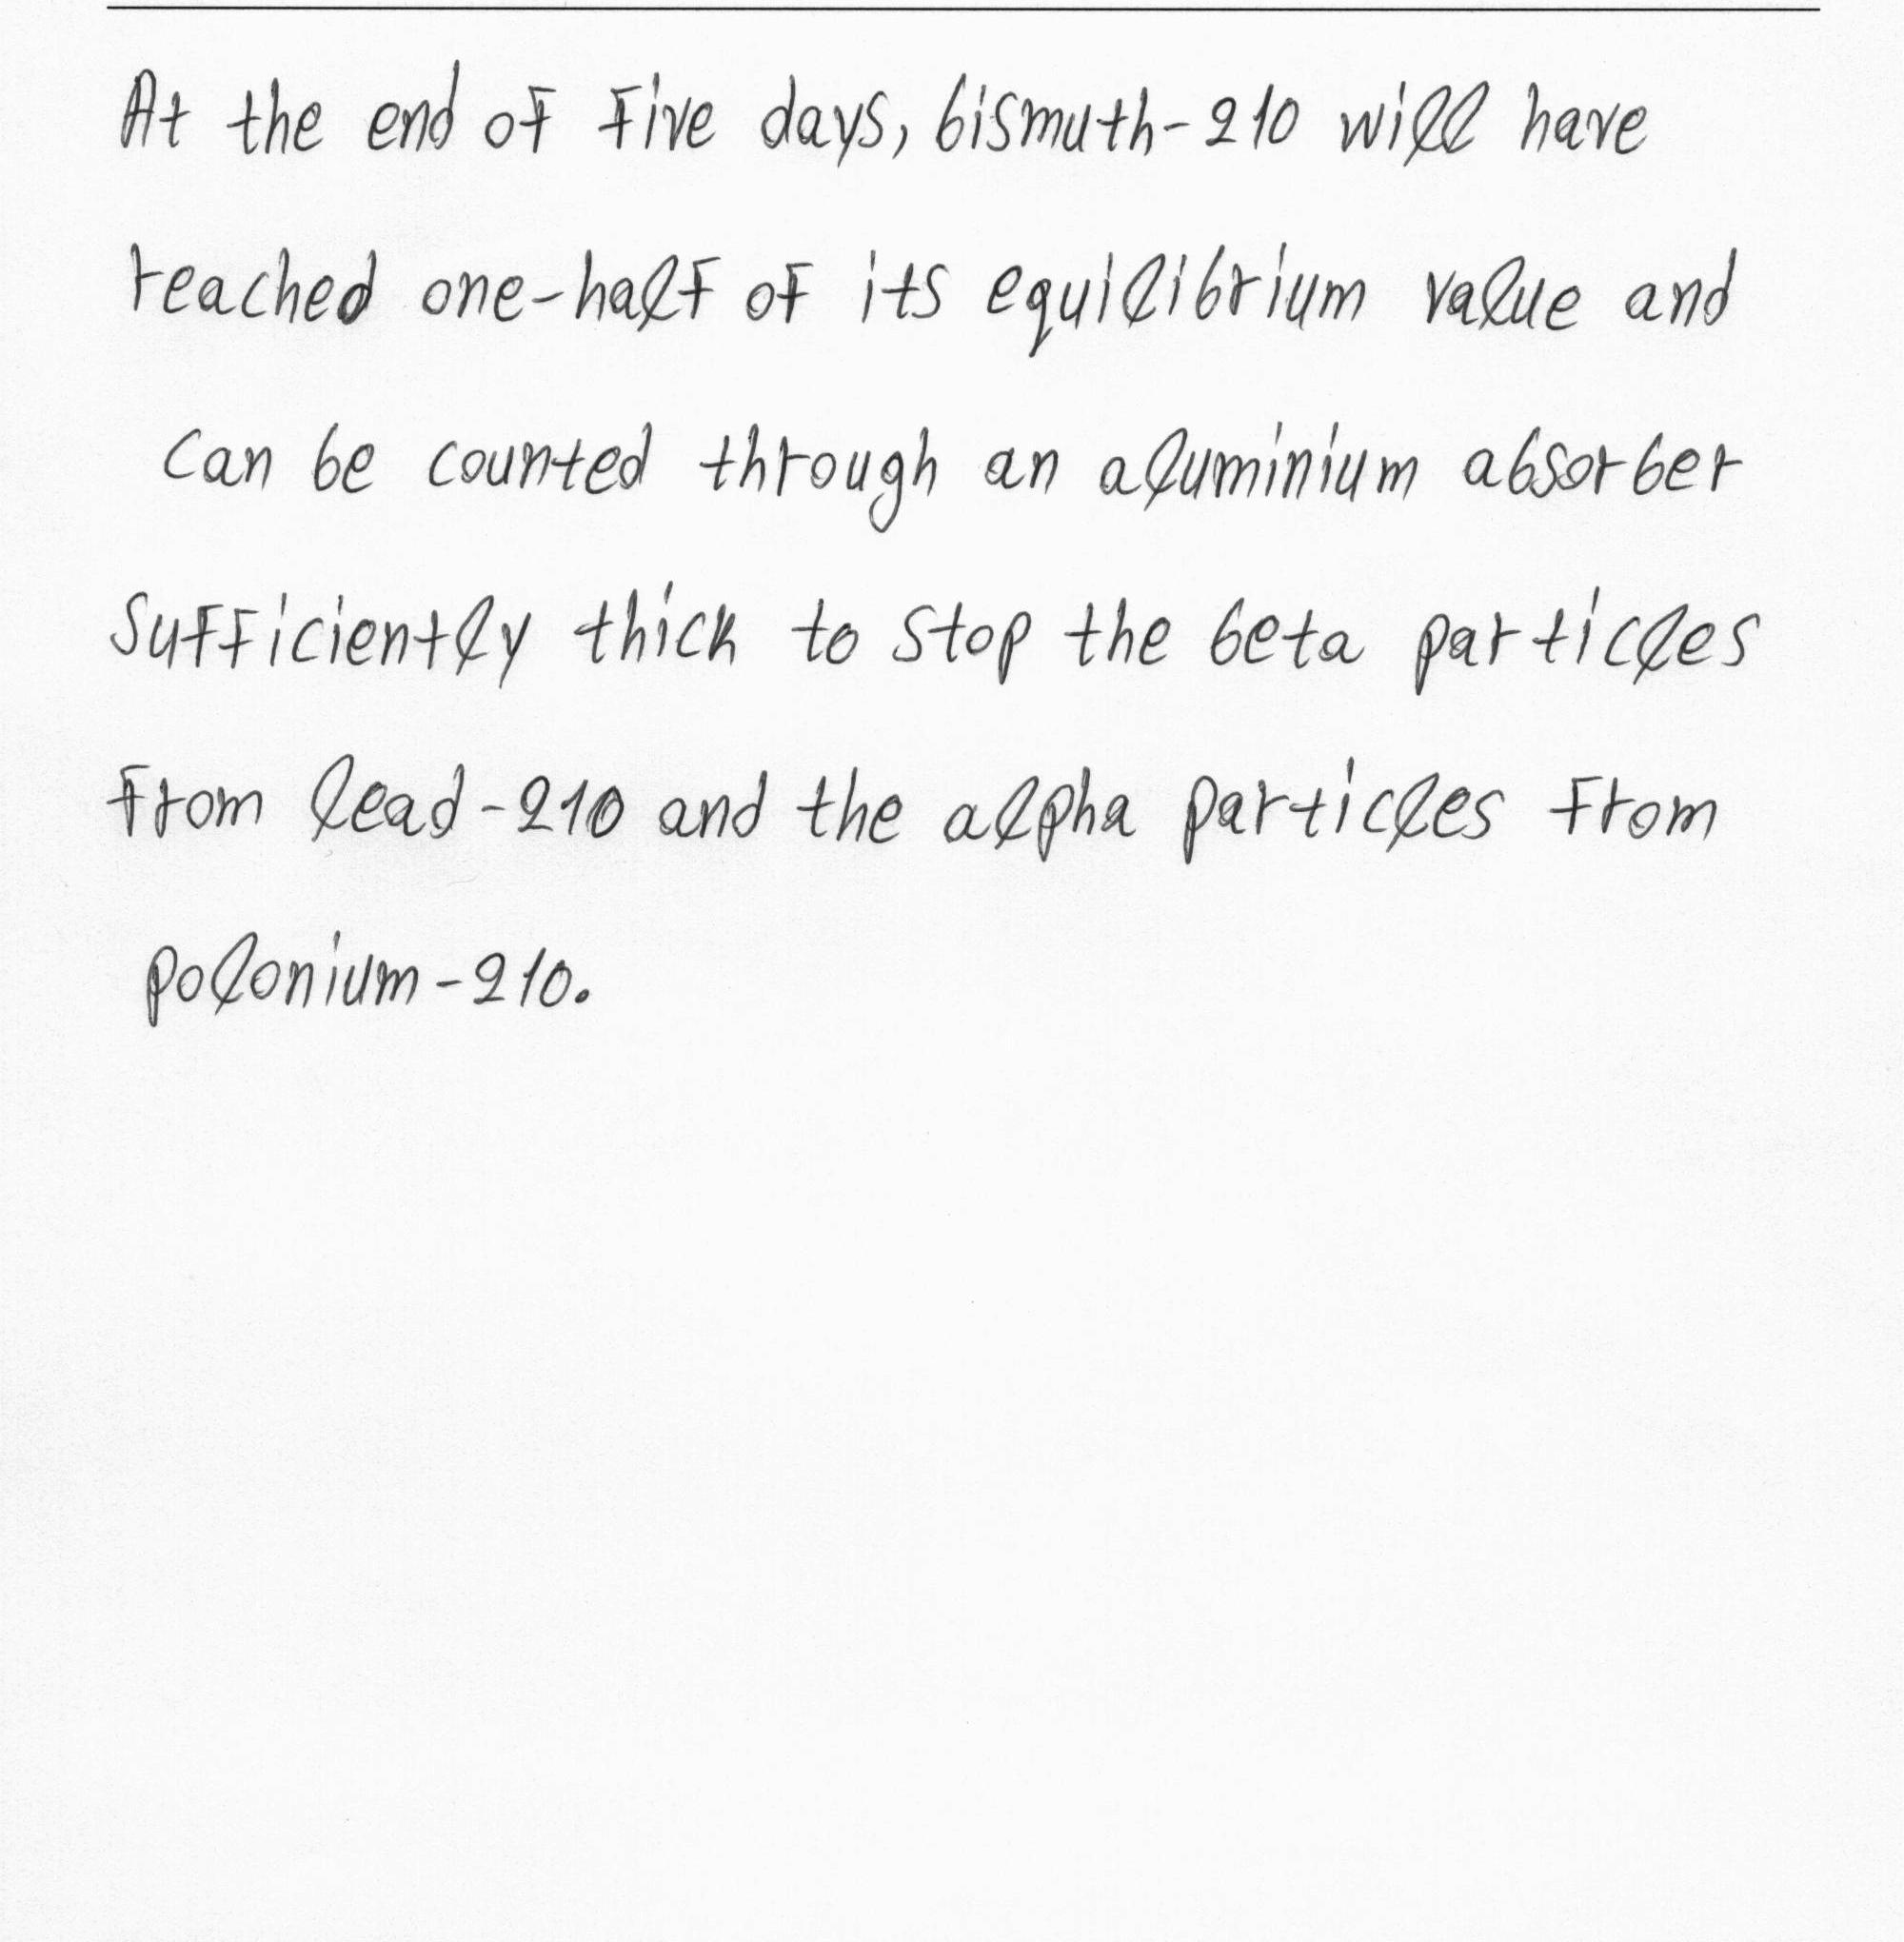 At the end of five days, bismuth-210 will have
reached one-half of its equilibrium value and
can be counted through an aluminium absorber
sufficiently thick to stop the beta particles
from lead-210 and the alpha particles from
polonium-210.